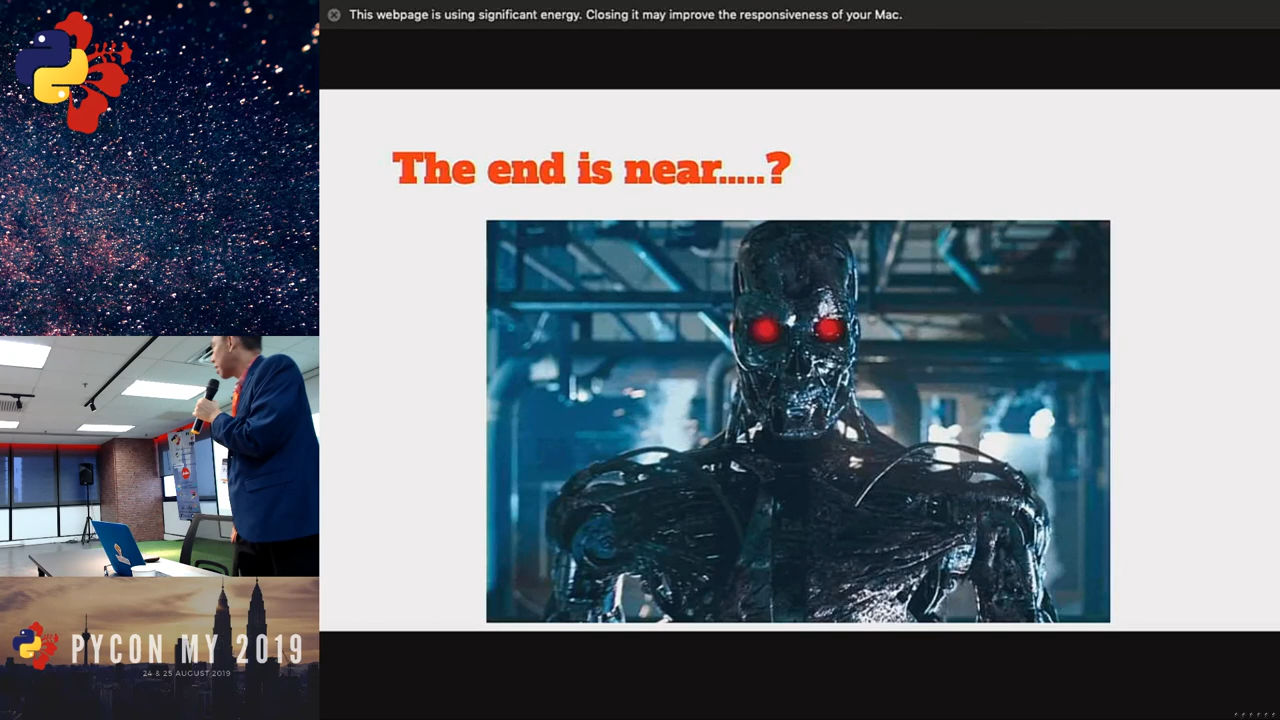 This webpage is using significant energy. Closing it may improve the responsiveness of your Mac.
The end is near.....?
PYCON MY 2019
24 & 25 AUGUST 2019